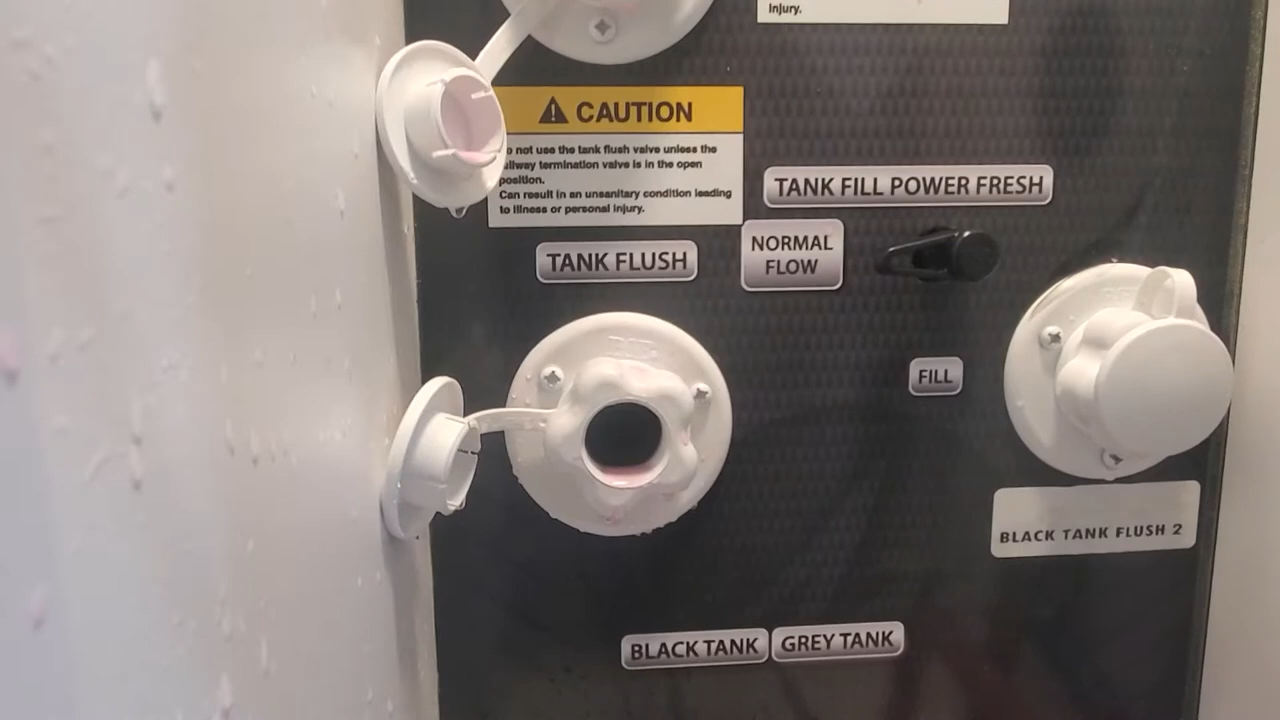 injury.
CAUTION
o not use the tank flush valve unless the
llway termination valve is in the open
position.
Can result in an unsanitary condition leading
to illness or personal injury.
TANK FILL POWER FRESH
TANK FLUSH
NORMAL
FLOW
FILL
BLACK TANK FLUSH 2
BLACK TANK
GREY TANK